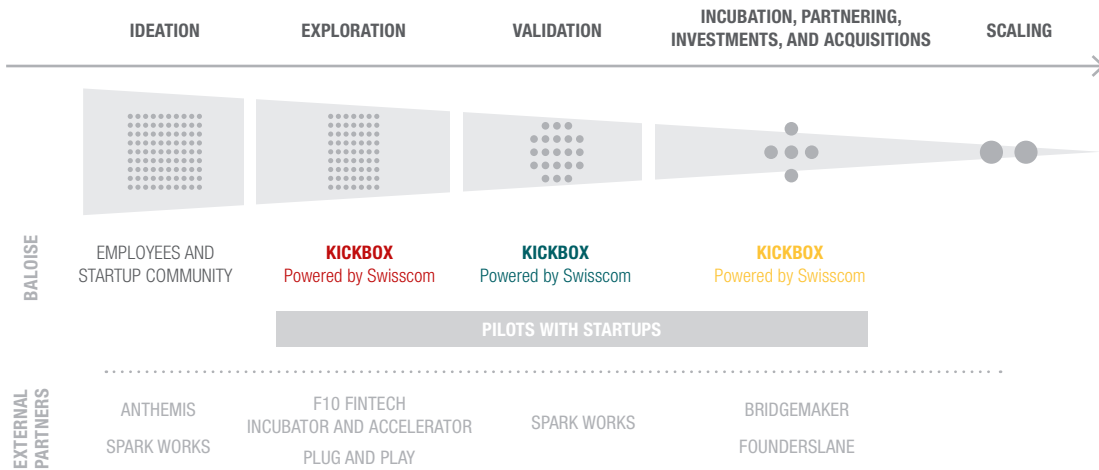 IDEATION
EXPLORATION
VALIDATION
INCUBATION, PARTNERING,
INVESTMENTS, AND ACQUISITIONS
SCALING
BALOISE
EMPLOYEES AND
STARTUP COMMUNITY
KICKBOX
Powered by Swisscom
KICKBOX
Powered by Swisscom
KICKBOX
Powered by Swisscom
PILOTS WITH STARTUPS
EXTERNAL
PARTNERS
ANTHEMIS
SPARK WORKS
F10 FINTECH
INCUBATOR AND ACCELERATOR
PLUG AND PLAY
SPARK WORKS
BRIDGEMAKER
FOUNDERSLANE